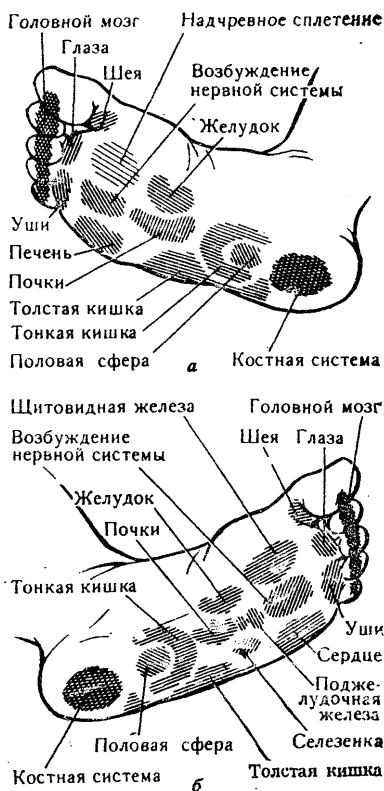 Головной мозг
Надчревное сплетение
Глаза
Шея
Возбуждение
нервной системы
Желудок
Уши
Печень
Почки
Толстая кишка
Тонкая кишка
Половая сфера
а
Костная система
Щитовидная железа
Головной мозг
Возбуждение
нервной системы
Шея
Глаза
Желудок
Почки
Тонкая кишка
Уши
Сердце
Подже-
лудочная
железа
Половая сфера
Селезенка
Костная система
б
Толстая кишка